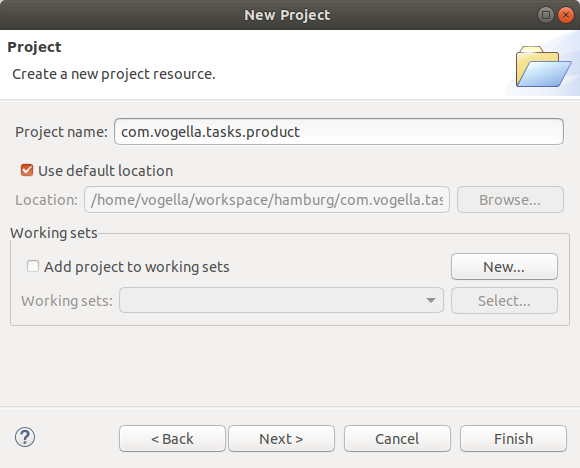 New Project
Project
Create a new project resource.
Project name: com.vogella.tasks.product
Use default location
Location: /home/vogella/workspace/hamburg/com.vogella.tas Browse...
Working sets
Add project to working sets New...
Working sets: Select...
? < Back Next > Cancel Finish